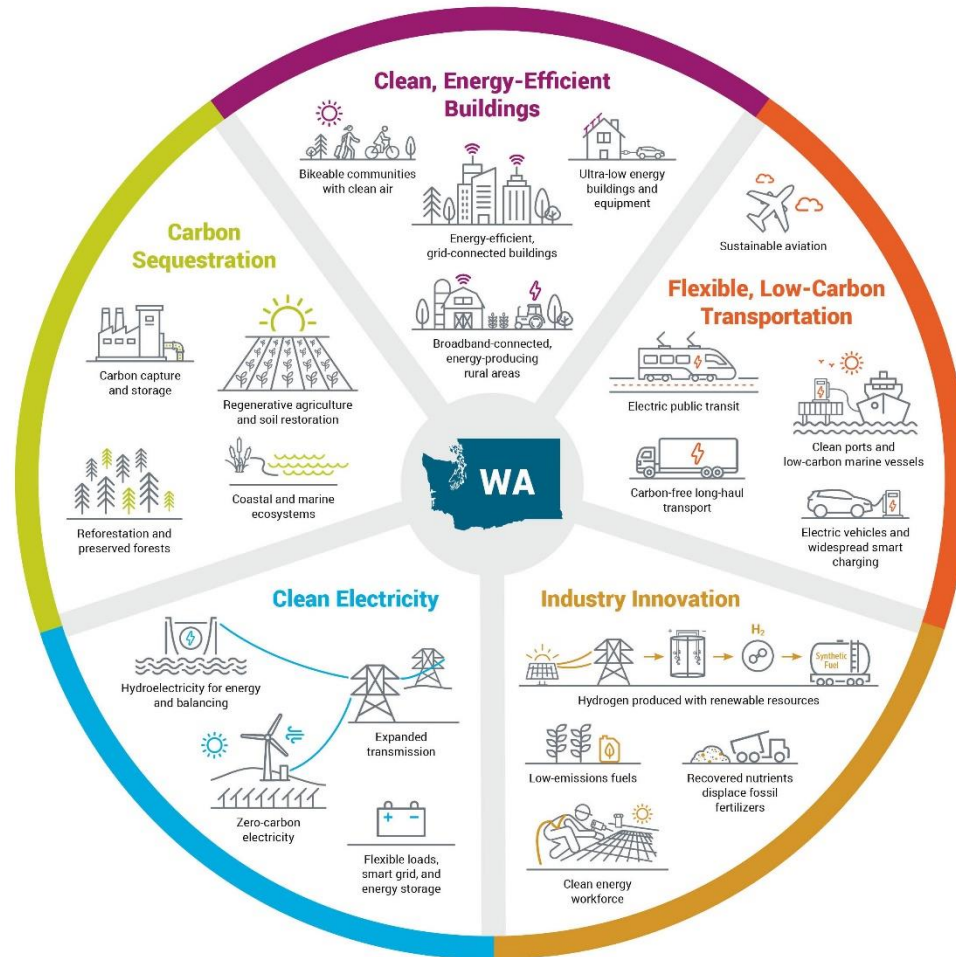 Clean, Energy-Efficient
Buildings
Bikeable communities
with clean air
Energy-efficient,
grid-connected buildings
Ultra-low energy
buildings and
equipment
Broadband-connected,
energy-producing
rural areas
Sustainable aviation
Flexible, Low-Carbon
Transportation
Electric public transit
Clean ports and
low-carbon marine vessels
Carbon-free long-haul
transport
Electric vehicles and
widespread smart
charging
Carbon
Sequestration
Carbon capture
and storage
Regenerative agriculture
and soil restoration
Reforestation and
preserved forests
Coastal and marine
ecosystems
WA
Clean Electricity
Hydroelectricity for energy
and balancing
Expanded
transmission
Zero-carbon
electricity
+ -
Flexible loads,
smart grid, and
energy storage
Industry Innovation
H2
Synthetic
Fuel
Hydrogen produced with renewable resources
Low-emissions fuels
Recovered nutrients
displace fossil
fertilizers
Clean energy
workforce